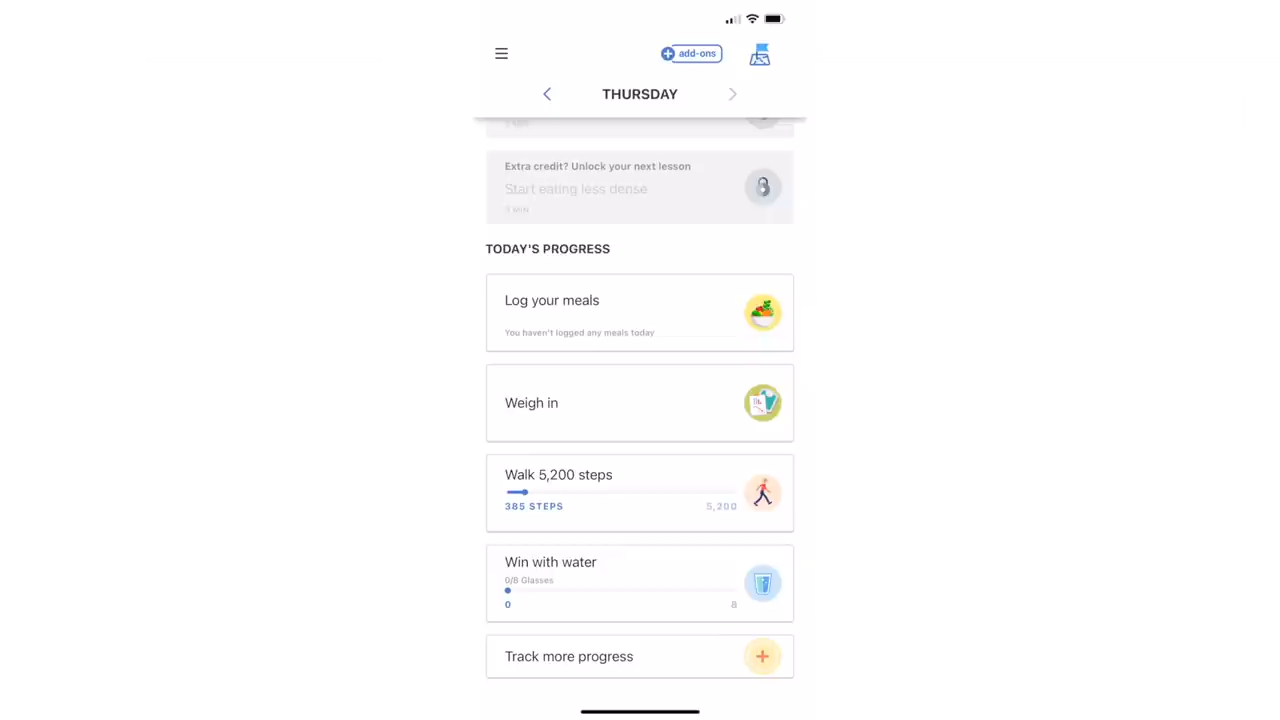 add-ons
THURSDAY
Extra credit? Unlock your next lesson
Start eating less dense
TODAY'S PROGRESS
Log your meals
You haven't logged any meals today
Weigh in
Walk 5,200 steps
385 STEPS 5,200
Win with water
0/8 Glasses
0 8
Track more progress